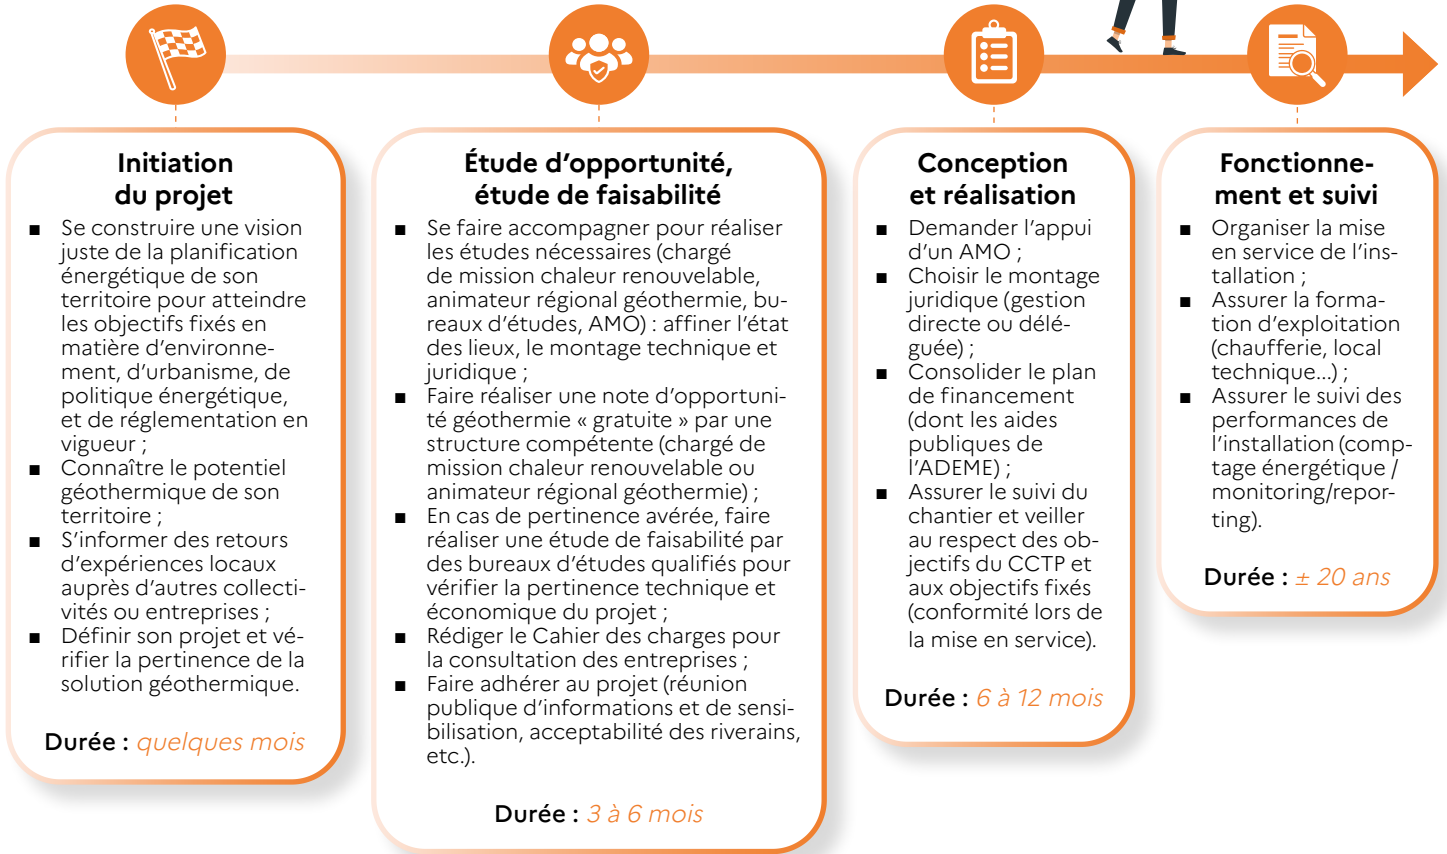 Initiation
du projet
■ Se construire une vision
juste de la planification
énergétique de son
territoire pour atteindre
les objectifs fixés en
matière d'environne-
ment, d'urbanisme, de
politique énergétique,
et de réglementation en
vigueur ;
■ Connaître le potentiel
géothermique de son
territoire ;
■ S'informer des retours
d'expériences locaux
auprès d'autres collecti-
vités ou entreprises ;
■ Définir son projet et vé-
rifier la pertinence de la
solution géothermique.
Durée : quelques mois
Étude d'opportunité,
étude de faisabilité
■ Se faire accompagner pour réaliser
les études nécessaires (chargé
de mission chaleur renouvelable,
animateur régional géothermie, bu-
reaux d'études, AMO) : affiner l'état
des lieux, le montage technique et
juridique ;
■ Faire réaliser une note d'opportuni-
té géothermie « gratuite » par une
structure compétente (chargé de
mission chaleur renouvelable ou
animateur régional géothermie) ;
■ En cas de pertinence avérée, faire
réaliser une étude de faisabilité par
des bureaux d'études qualifiés pour
vérifier la pertinence technique et
économique du projet ;
■ Rédiger le Cahier des charges pour
la consultation des entreprises ;
■ Faire adhérer au projet (réunion
publique d'informations et de sensi-
bilisation, acceptabilité des riverains,
etc.).
Durée : 3 à 6 mois
Conception
et réalisation
■ Demander l'appui
d'un AMO ;
■ Choisir le montage
juridique (gestion
directe ou délé-
guée) ;
■ Consolider le plan
de financement
(dont les aides
publiques de
l'ADEME) ;
■ Assurer le suivi du
chantier et veiller
au respect des ob-
jectifs du CCTP et
aux objectifs fixés
(conformité lors de
la mise en service).
Durée : 6 à 12 mois
Fonctionne-
ment et suivi
■ Organiser la mise
en service de l'ins-
tallation ;
■ Assurer la forma-
tion d'exploitation
(chaufferie, local
technique...) ;
■ Assurer le suivi des
performances de
l'installation (comp-
tage énergétique /
monitoring/repor-
ting).
Durée : ± 20 ans